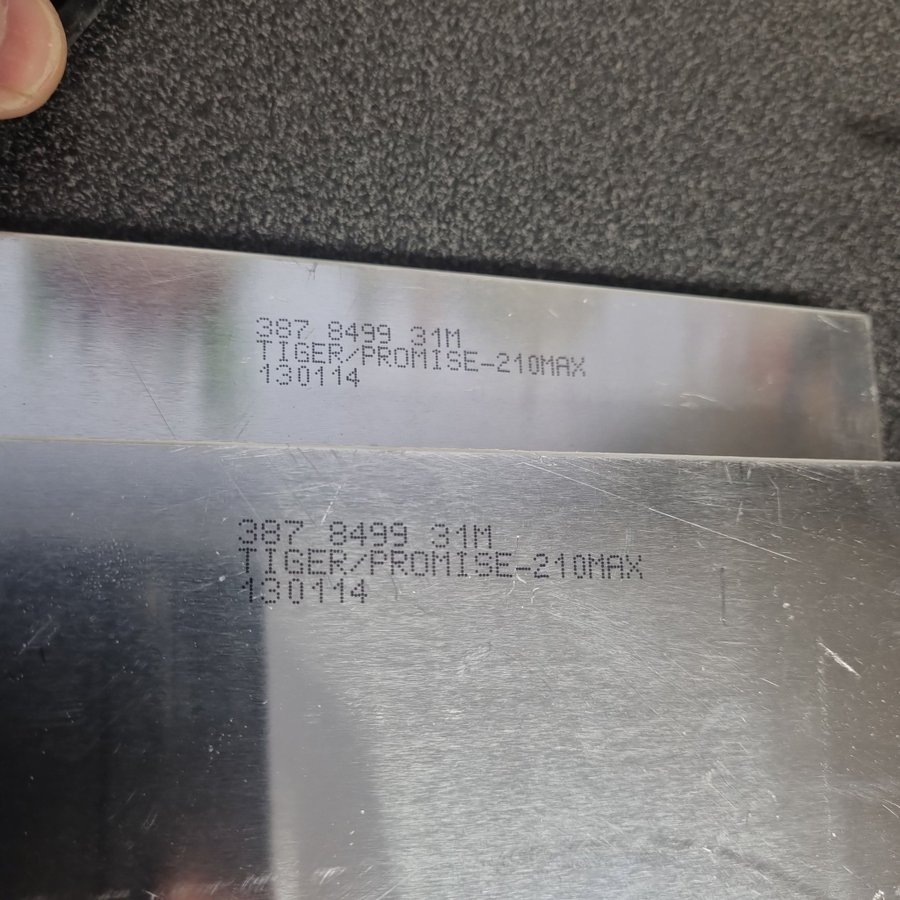 387 8499 31M
TIGER/PROMISE-210MAX
130114
387 8499 31M
TIGER/PROMISE-210MAX
130114